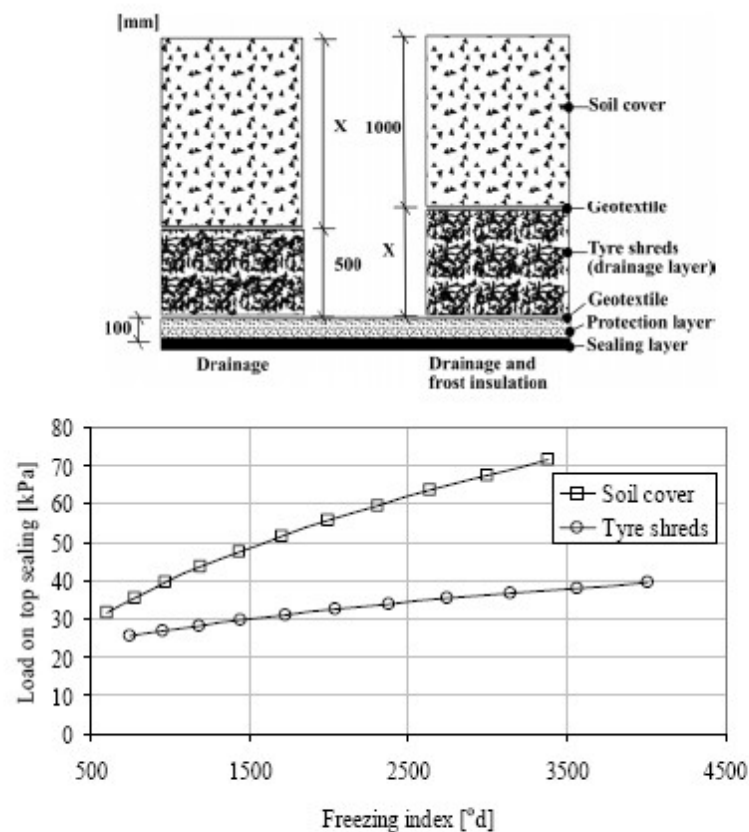 [mm]
X
1000
Soil cover
Geotextile
500
X
Tyre shreds
(drainage layer)
Geotextile
100
Protection layer
Sealing layer
Drainage
Drainage and
frost insulation
Load on top sealing [kPa]
80
70
60
50
40
30
20
10
0
Soil cover
Tyre shreds
500
1500
2500
3500
4500
Freezing index [°d]